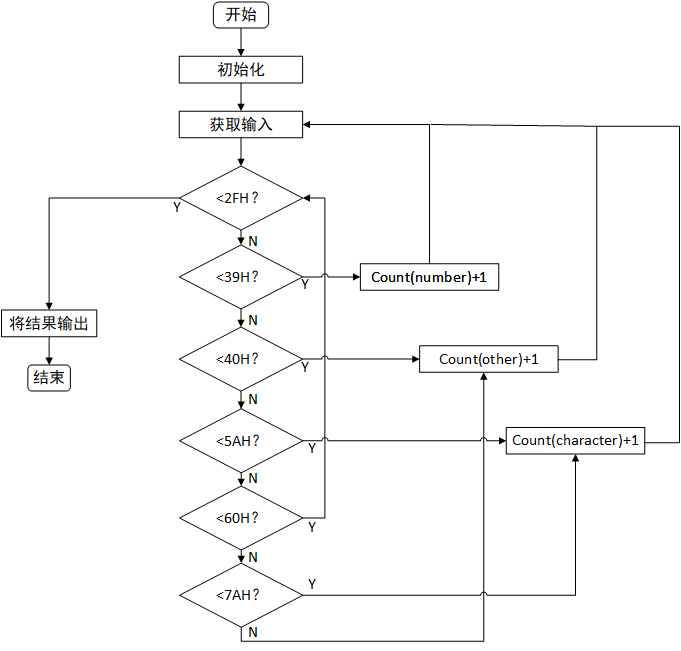 开始
初始化
获取输入
<2FH？
Y
N
<39H？
Y
Count(number)+1
N
将结果输出
<40H？
Y
Count(other)+1
结束
N
<5AH？
Y
Count(character)+1
N
<60H？
Y
N
<7AH？
Y
N